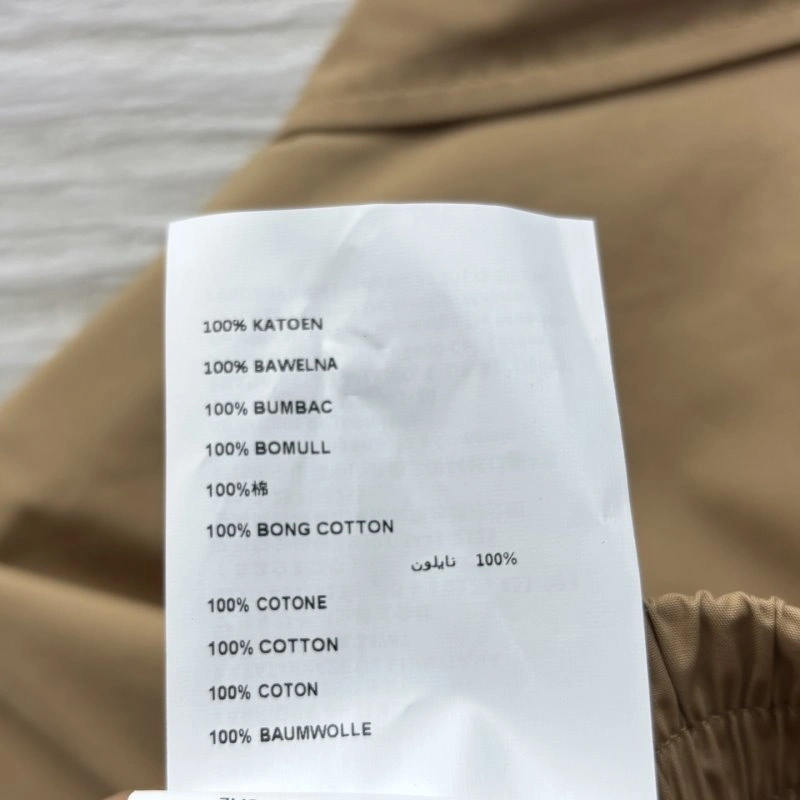 100% KATOEN
100% BAWELNA
100% BUMBAC
100% BOMULL
100%棉
100% BONG COTTON
100% نايلون
100% COTONE
100% COTTON
100% COTON
100% BAUMWOLLE